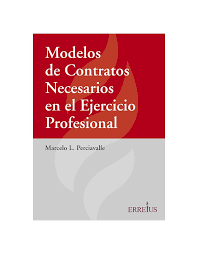 Modelos
de Contratos
Necesarios
en el Ejercicio
Profesional
Marcelo L. Perciavalle
ERREIUS